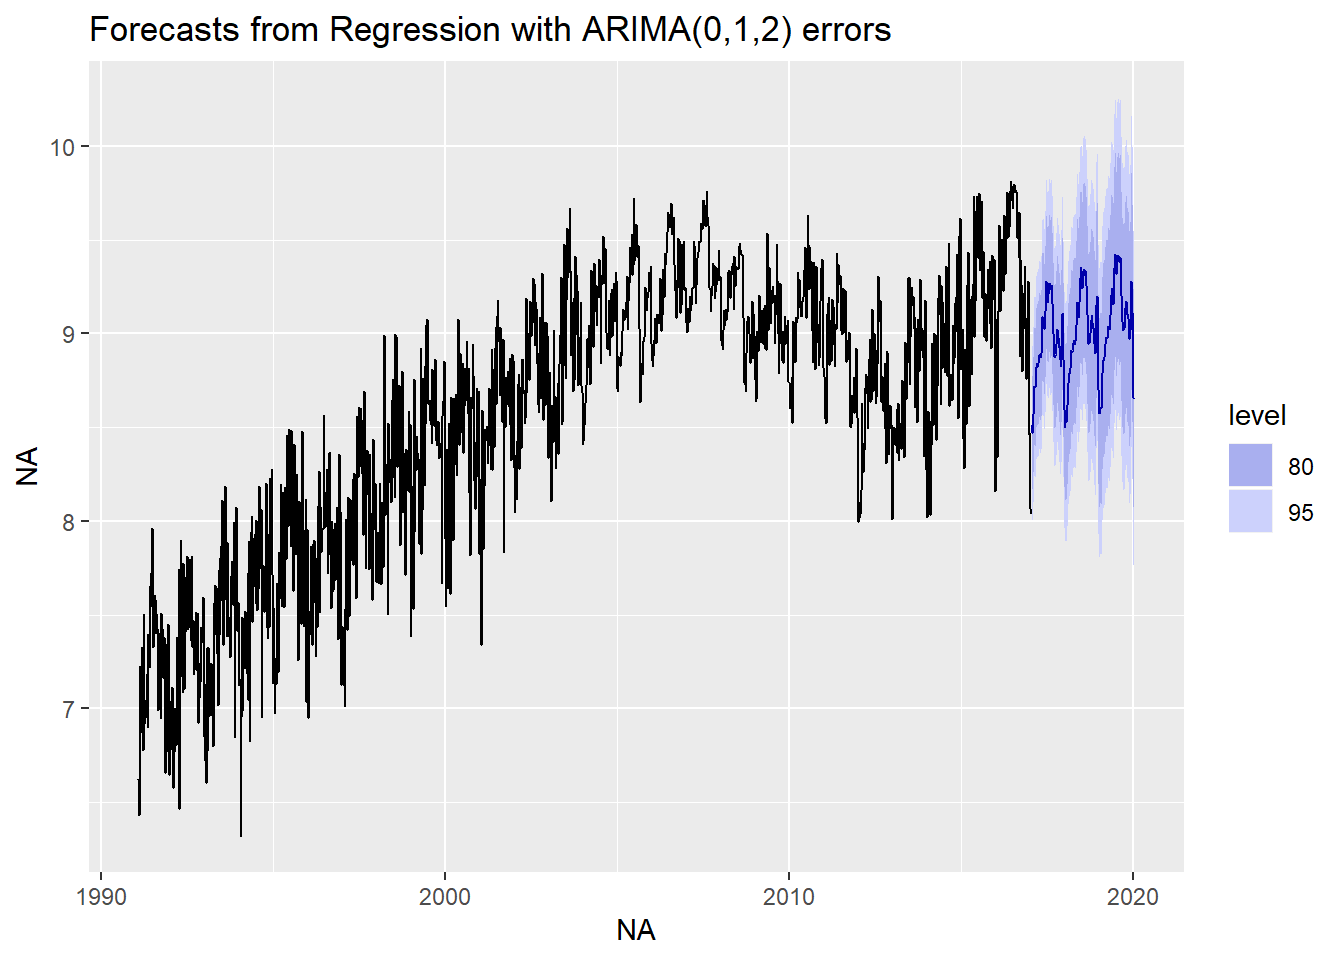 Forecasts from Regression with ARIMA(0,1,2) errors
10
9
8
7
NA
1990
2000
2010
2020
NA
level
80
95